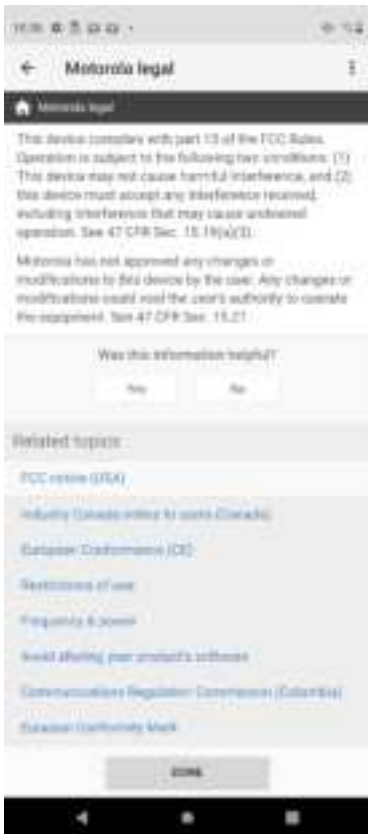 Motorola legal
Motorola legal
This device complies with part 15 of the FCC Rules.
Operation is subject to the following two conditions: (1)
This device may not cause harmful interference, and (2)
this device must accept any interference received,
including interference that may cause undesired
operation. See 47 CFR Sec. 15.19(a)(3).
Motorola has not approved any changes or
modifications to this device by the user. Any changes or
modifications could void the user's authority to operate
the equipment. See 47 CFR Sec. 15.21
Was this information helpful?
Yes
No
Related topics
FCC notice (USA)
Industry Canada notice to users (Canada)
European Conformance (CE)
Restrictions of use
Frequency & power
Avoid altering your product's software
Communications Regulation Commission (Colombia)
European Conformity Mark
DONE